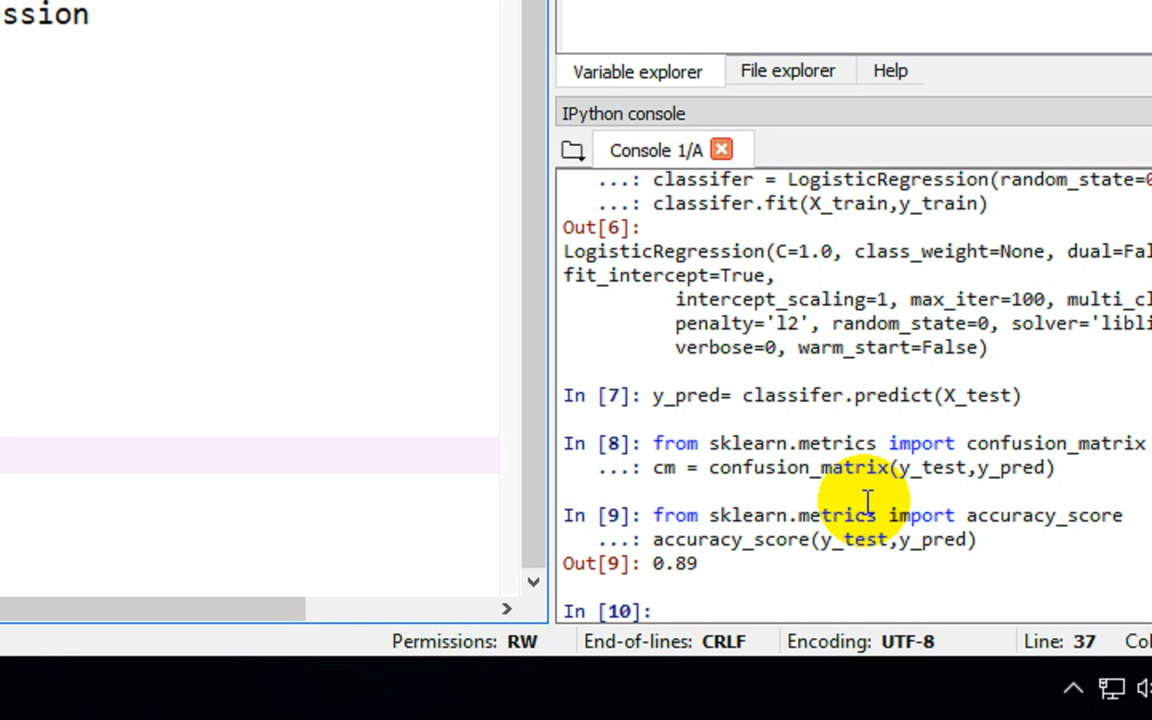 ssion
Variable explorer File explorer Help
IPython console
Console 1/A
...: classifer = LogisticRegression(random_state=0
...: classifer.fit(X_train,y_train)
Out[6]:
LogisticRegression(C=1.0, class_weight=None, dual=Fal
fit_intercept=True,
intercept_scaling=1, max_iter=100, multi_cl
penalty='l2', random_state=0, solver='libli
verbose=0, warm_start=False)
In [7]: y_pred= classifer.predict(X_test)
In [8]: from sklearn.metrics import confusion_matrix
...: cm = confusion_matrix(y_test,y_pred)
In [9]: from sklearn.metrics import accuracy_score
...: accuracy_score(y_test,y_pred)
Out[9]: 0.89
In [10]:
Permissions: RW End-of-lines: CRLF Encoding: UTF-8 Line: 37 Col